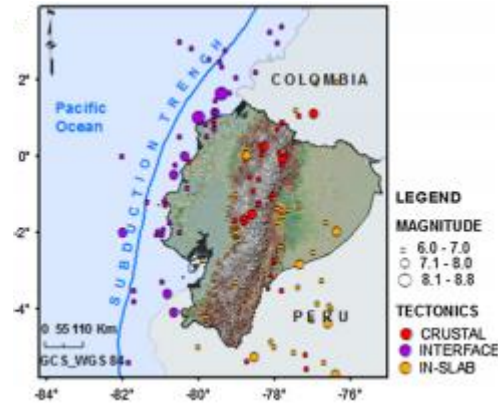 COLOMBIA
Pacific
Ocean
SUBDUCTION TRENCH
PERU
2°
0°
-2°
-4°
0 55 110 Km
GCS_WGS 84
-84°
-82°
-80°
-78°
-76°
LEGEND
MAGNITUDE
6.0 - 7.0
7.1 - 8.0
8.1 - 8.8
TECTONICS
CRUSTAL
INTERFACE
IN-SLAB